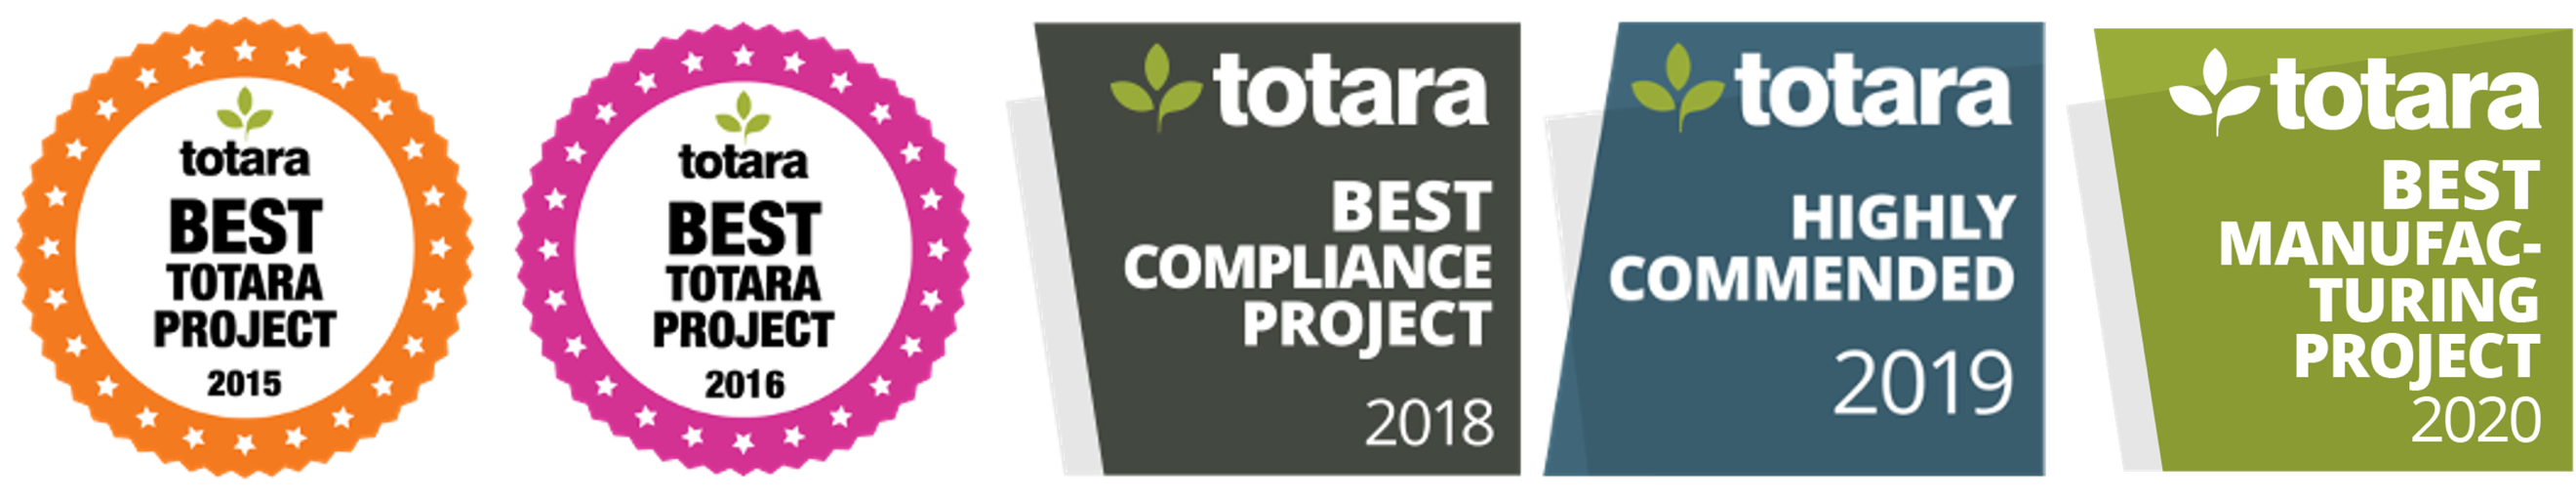 totara
BEST
TOTARA
PROJECT
2015
totara
BEST
TOTARA
PROJECT
2016
totara
BEST
COMPLIANCE
PROJECT
2018
totara
HIGHLY
COMMENDED
2019
totara
BEST
MANUFAC-
TURING
PROJECT
2020